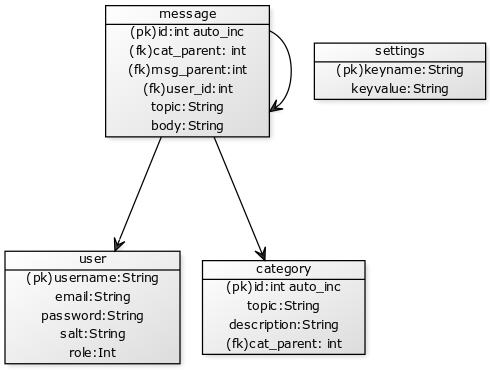 message
(pk)id:int auto_inc
(fk)cat_parent: int
(fk)msg_parent:int
(fk)user_id:int
topic:String
body:String
settings
(pk)keyname:String
keyvalue:String
user
(pk)username:String
email:String
password:String
salt:String
role:Int
category
(pk)id:int auto_inc
topic:String
description:String
(fk)cat_parent: int